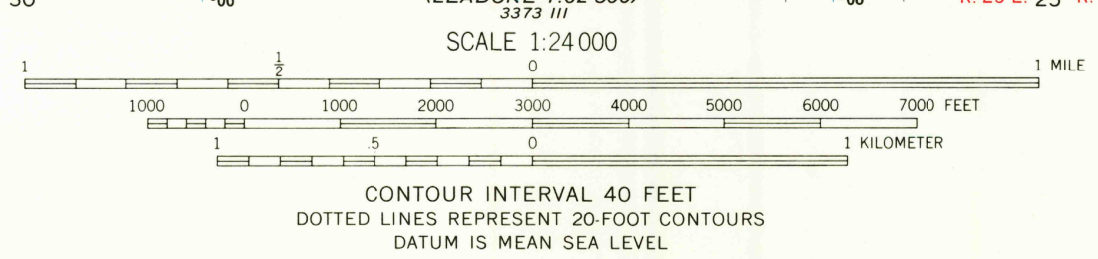 3373 III
R. 25 E.
SCALE 1:24 000
1 1/2 0 1 MILE
1000 0 1000 2000 3000 4000 5000 6000 7000 FEET
1 .5 0 1 KILOMETER
CONTOUR INTERVAL 40 FEET
DOTTED LINES REPRESENT 20-FOOT CONTOURS
DATUM IS MEAN SEA LEVEL